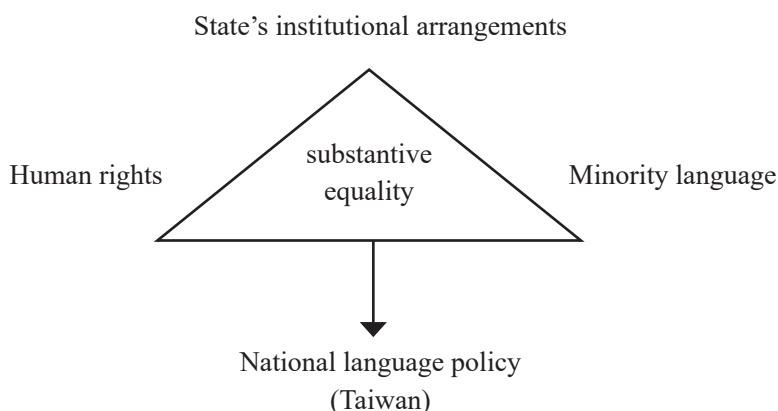 State’s institutional arrangements
substantive
equality
Human rights
Minority language
National language policy
(Taiwan)